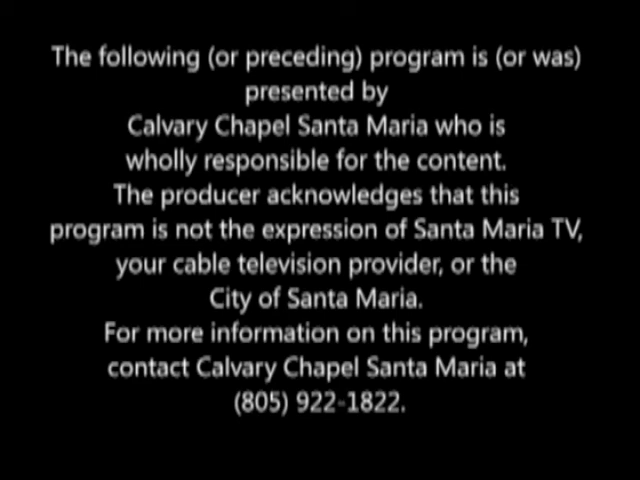 The following (or preceding) program is (or was)
presented by
Calvary Chapel Santa Maria who is
wholly responsible for the content.
The producer acknowledges that this
program is not the expression of Santa Maria TV,
your cable television provider, or the
City of Santa Maria.
For more information on this program,
contact Calvary Chapel Santa Maria at
(805) 922-1822.